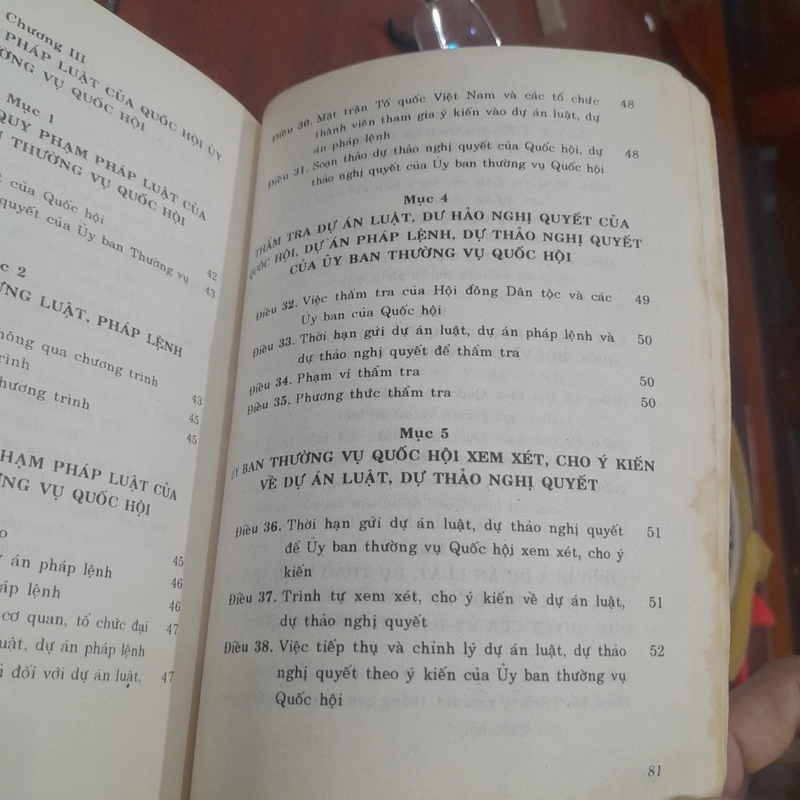 Chương III
PHÁP LUẬT CỦA QUỐC HỘI ỦY
THƯỜNG VỤ QUỐC HỘI
Mục 1
QUY PHẠM PHÁP LUẬT CỦA
THƯỜNG VỤ QUỐC HỘI
của Quốc hội 42
quyết của Ủy ban Thường vụ 43
2
LUẬT, PHÁP LỆNH
qua chương trình 43
trình 45
chương trình 45
PHẠM PHÁP LUẬT CỦA
THƯỜNG VỤ QUỐC HỘI
án pháp lệnh 45
pháp lệnh 46
46
cơ quan, tổ chức đại 47
luật, dự án pháp lệnh
đối với dự án luật, 47
Điều 30. Mặt trận Tổ quốc Việt Nam và các tổ chức 48
thành viên tham gia ý kiến vào dự án luật, dự
án pháp lệnh
Điều 31. Soạn thảo dự thảo nghị quyết của Quốc hội, dự 48
thảo nghị quyết của Ủy ban thường vụ Quốc hội
Mục 4
THẨM TRA DỰ ÁN LUẬT, DƯ HẢO NGHỊ QUYẾT CỦA
QUỐC HỘI, DỰ ÁN PHÁP LỆNH, DỰ THẢO NGHỊ QUYẾT
CỦA ỦY BAN THƯỜNG VỤ QUỐC HỘI
Điều 32. Việc thẩm tra của Hội đồng Dân tộc và các 49
Ủy ban của Quốc hội
Điều 33. Thời hạn gửi dự án luật, dự án pháp lệnh và 50
dự thảo nghị quyết để thẩm tra
Điều 34. Phạm vi thẩm tra 50
Điều 35. Phương thức thẩm tra 50
Mục 5
ỦY BAN THƯỜNG VỤ QUỐC HỘI XEM XÉT, CHO Ý KIẾN
VỀ DỰ ÁN LUẬT, DỰ THẢO NGHỊ QUYẾT
Điều 36. Thời hạn gửi dự án luật, dự thảo nghị quyết 51
để Ủy ban thường vụ Quốc hội xem xét, cho ý
kiến
Điều 37. Trình tự xem xét, cho ý kiến về dự án luật, 51
dự thảo nghị quyết
Điều 38. Việc tiếp thụ và chỉnh lý dự án luật, dự thảo 52
nghị quyết theo ý kiến của Ủy ban thường vụ
Quốc hội
81